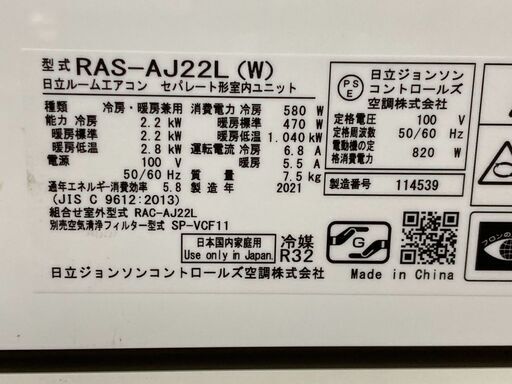 型式 RAS-AJ22L (W)
日立ルームエアコン セパレート形室内ユニット
種類 冷房・暖房兼用 消費電力 冷房 580 W
能力 冷房 2.2 kW 暖房標準 470 W
暖房標準 2.2 kW 暖房低温 1.040 kW
暖房低温 2.8 kW 運転電流 冷房 6.8 A
電源 100 V 暖房 5.5 A
50/60 Hz 質量 7.5 kg
通年エネルギー消費効率 5.8 製造年 2021
(JIS C 9612:2013)
組合せ室外型式 RAC-AJ22L
別売空気清浄フィルター型式 SP-VCF11
日本国内家庭用
Use only in Japan.
冷媒
R32
日立ジョンソンコントロールズ空調株式会社
PS
E
日立ジョンソン
コントロールズ
空調株式会社
定格電圧 100 V
定格周波数 50/60 Hz
電動機の定
格消費電力 820 W
製造番号 114539
G
Made in China
フロンの